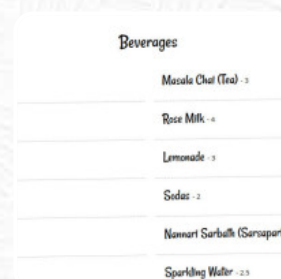 Beverages
Masala Chai (Tea) - 3
Rose Milk - 4
Lemonade - 3
Sodas - 2
Nannari Sarbath (Sarsapar
Sparkling Water - 2.5